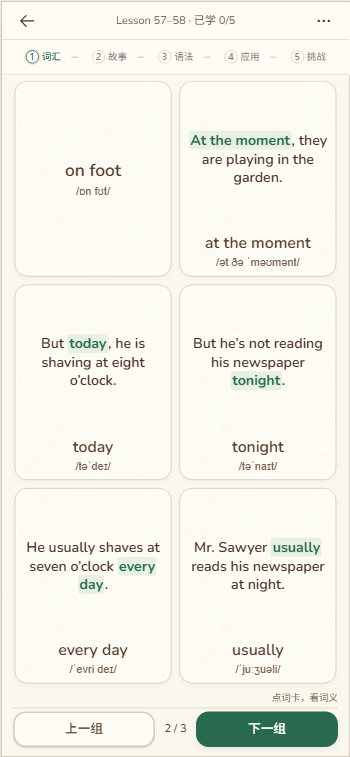 Lesson 57–58 · 已学 0/5
1 词汇 – 2 故事 – 3 语法 – 4 应用 – 5 挑战
on foot
/ɒn fʊt/
At the moment, they
are playing in the
garden.
at the moment
/ət ðə ˈməʊmənt/
But today, he is
shaving at eight
o’clock.
today
/təˈdeɪ/
But he’s not reading
his newspaper
tonight.
tonight
/təˈnaɪt/
He usually shaves at
seven o’clock every
day.
every day
/ˈevri deɪ/
Mr. Sawyer usually
reads his newspaper
at night.
usually
/ˈjuːʒuəli/
点词卡，看词义
上一组
2 / 3
下一组